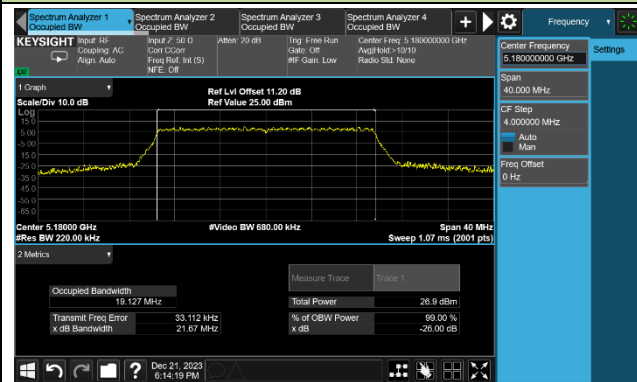 Spectrum Analyzer 1
Occupied BW
Spectrum Analyzer 2
Occupied BW
Spectrum Analyzer 3
Occupied BW
Spectrum Analyzer 4
Occupied BW
Frequency
KEYSIGHT
Input: RF
Coupling: AC
Align: Auto
Input Z: 50 Ω
Corr CCorr
Freq Ref: Int (S)
NFE: Off
Atten: 20 dB
Trig: Free Run
Gate: Off
#IF Gain: Low
Center Freq: 5.180000000 GHz
Avg|Hold:>10/10
Radio Std: None
Center Frequency
5.180000000 GHz
Settings
Span
40.000 MHz
CF Step
4.000000 MHz
Auto
Man
Freq Offset
0 Hz
1 Graph
Scale/Div 10.0 dB
Ref Lvl Offset 11.20 dB
Ref Value 25.00 dBm
Log
15.0
5.00
-5.00
-15.0
-25.0
-35.0
-45.0
-55.0
-65.0
Center 5.18000 GHz
#Video BW 680.00 kHz
Span 40 MHz
#Res BW 220.00 kHz
Sweep 1.07 ms (2001 pts)
2 Metrics
Measure Trace
Trace 1
Occupied Bandwidth
19.127 MHz
Total Power
26.9 dBm
Transmit Freq Error
33.112 kHz
% of OBW Power
99.00 %
x dB Bandwidth
21.67 MHz
x dB
-26.00 dB
Dec 21, 2023
6:14:19 PM